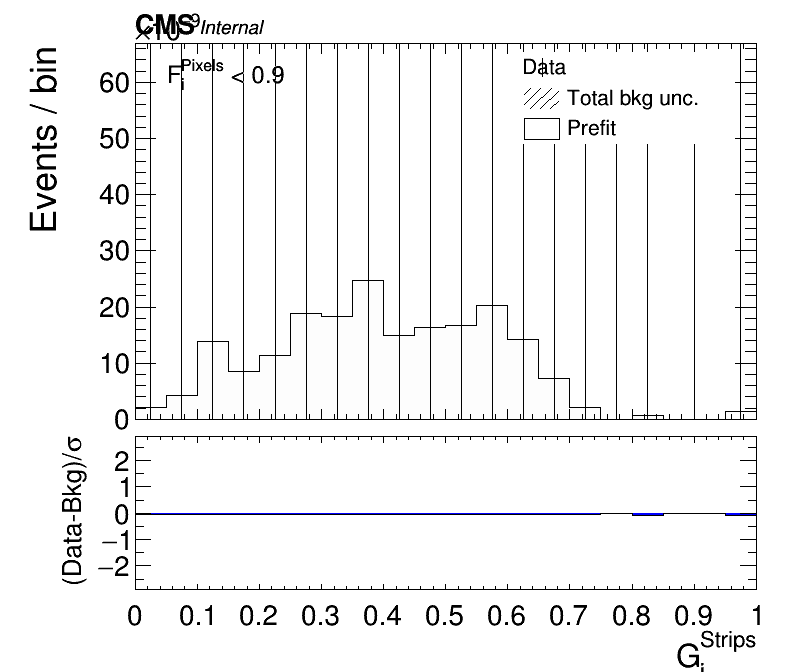 CMS Internal
×10⁻⁹
F_i^Pixels < 0.9
Data
Total bkg unc.
Prefit
Events / bin
60
50
40
30
20
10
0
(Data-Bkg)/σ
2
1
0
−1
−2
0 0.1 0.2 0.3 0.4 0.5 0.6 0.7 0.8 0.9 1
G_i^Strips